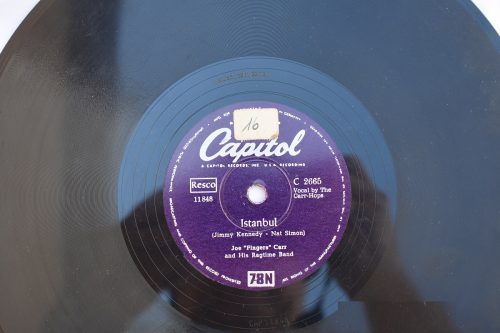 16
Capitol
A CAPITOL RECORDS, INC. U.S.A. RECORDING
Resco
11848
C 2665
Vocal by The
Carr-Hops
Istanbul
(Jimmy Kennedy - Nat Simon)
Joe "Fingers" Carr
and His Ragtime Band
78N